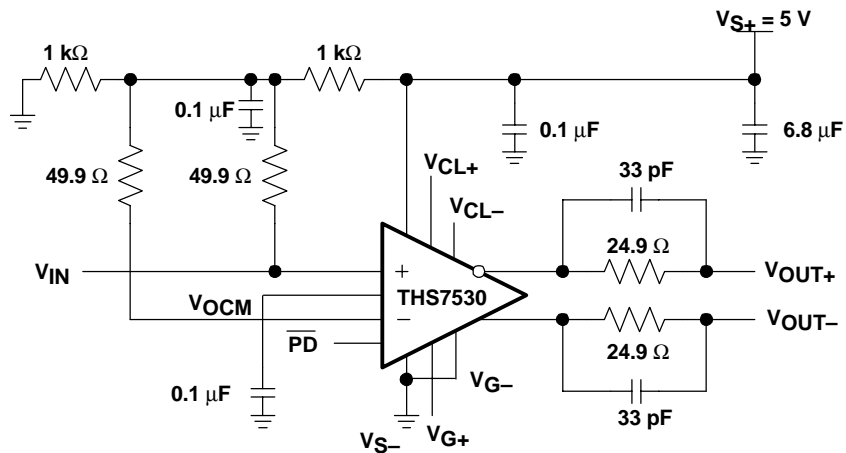 VS+ = 5 V
1 kΩ
1 kΩ
0.1 µF
0.1 µF
6.8 µF
49.9 Ω
49.9 Ω
VCL+
VCL–
33 pF
24.9 Ω
VIN
+
THS7530
VOUT+
VOCM
–
VOUT–
PD
24.9 Ω
0.1 µF
VG–
33 pF
VS–
VG+